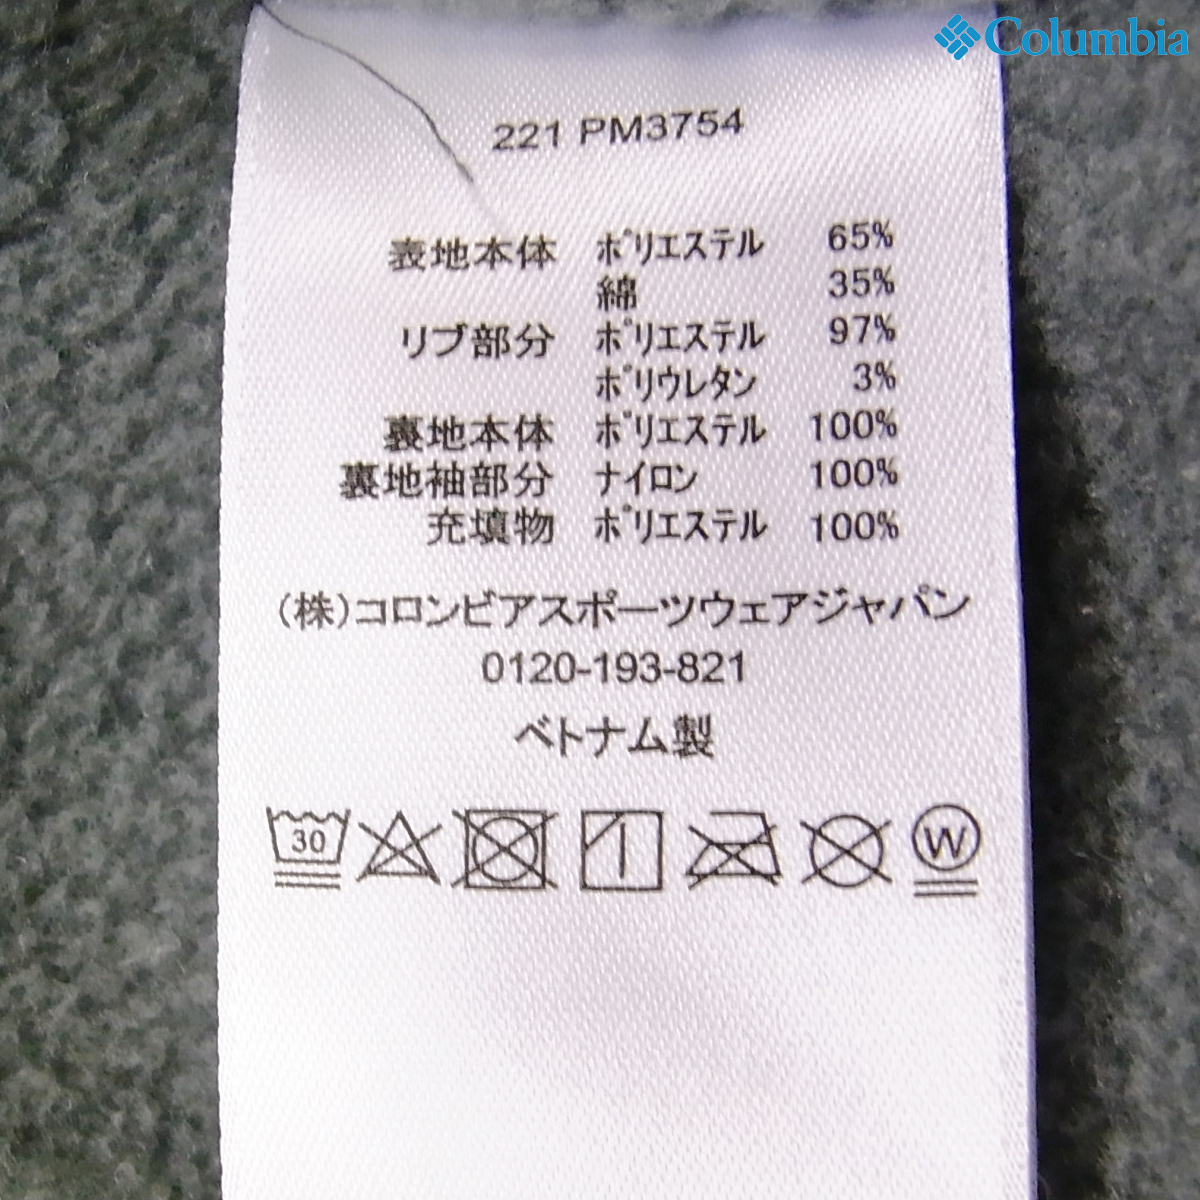 Columbia
221 PM3754
表地本体 ポリエステル 65%
綿 35%
リブ部分 ポリエステル 97%
ポリウレタン 3%
裏地本体 ポリエステル 100%
裏地袖部分 ナイロン 100%
充填物 ポリエステル 100%
(株)コロンビアスポーツウェアジャパン
0120-193-821
ベトナム製
30 W